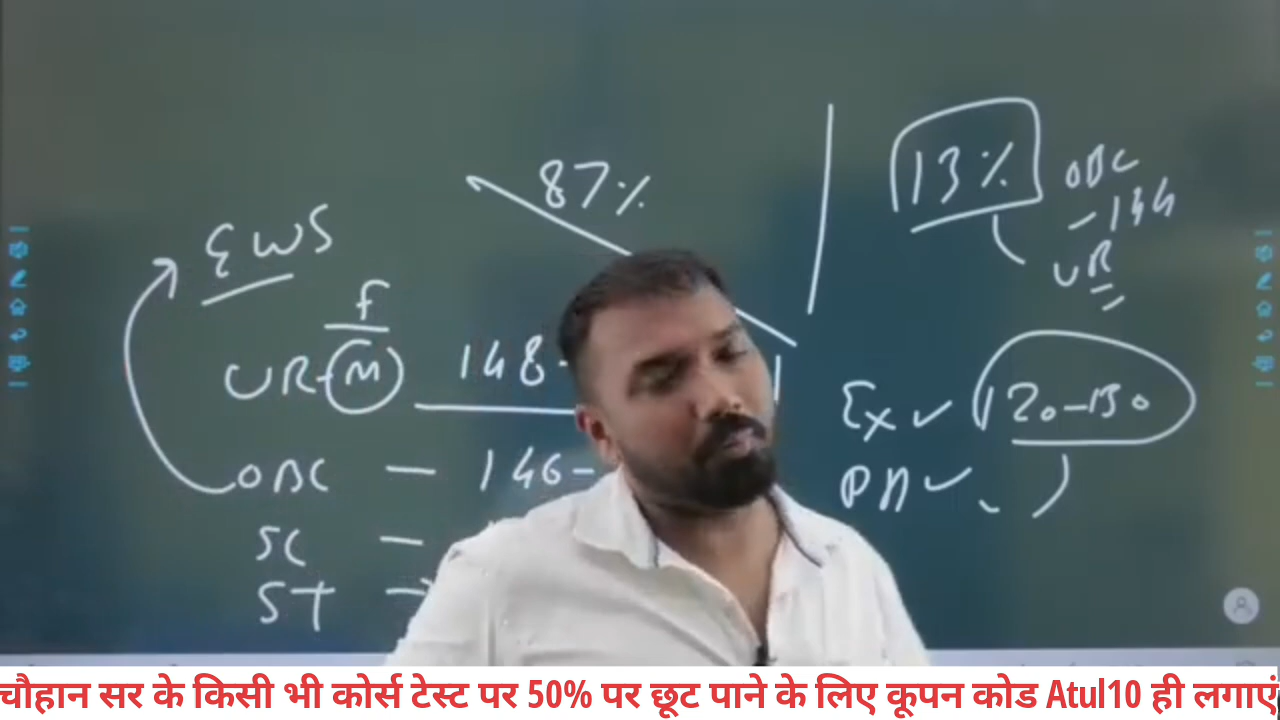 87%
13% OBC
- 144
UR
EWS
F
UR-(M) 148-
Ex ✓ (120-130
OBC - 146-
PH ✓
SC -
ST -
चौहान सर के किसी भी कोर्स टेस्ट पर 50% पर छूट पाने के लिए कूपन कोड Atul10 ही लगाएं